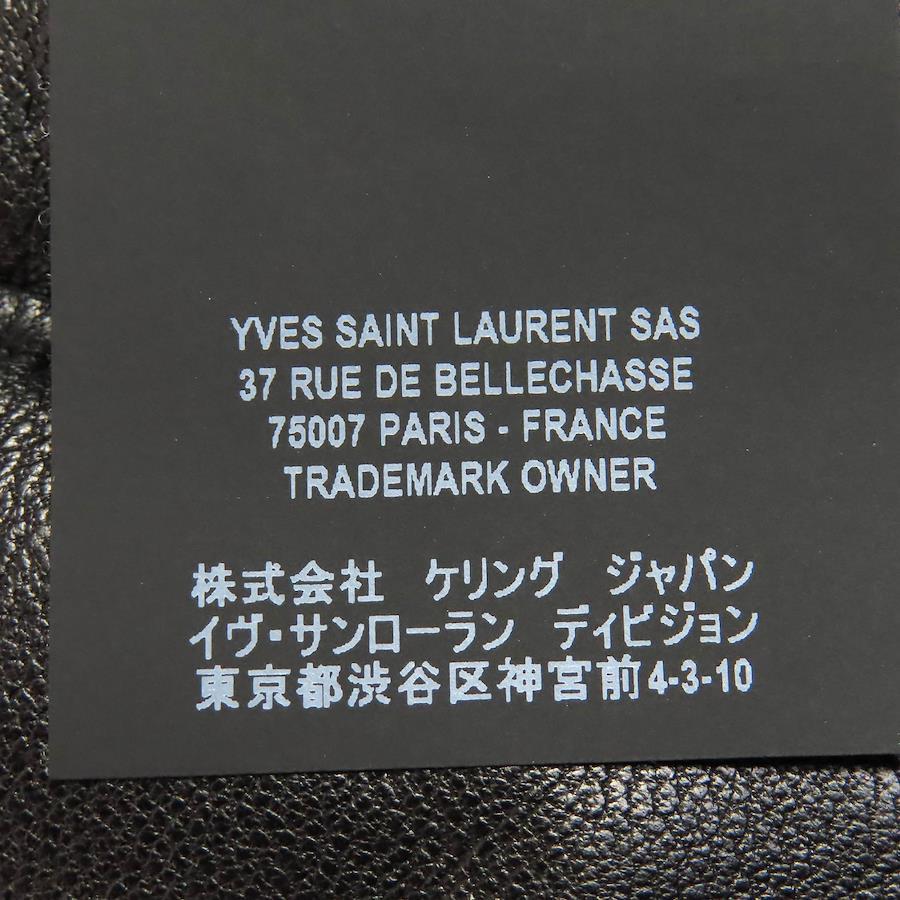 YVES SAINT LAURENT SAS
37 RUE DE BELLECHASSE
75007 PARIS - FRANCE
TRADEMARK OWNER
株式会社 ケリング ジャパン
イヴ・サンローラン ディビジョン
東京都渋谷区神宮前4-3-10